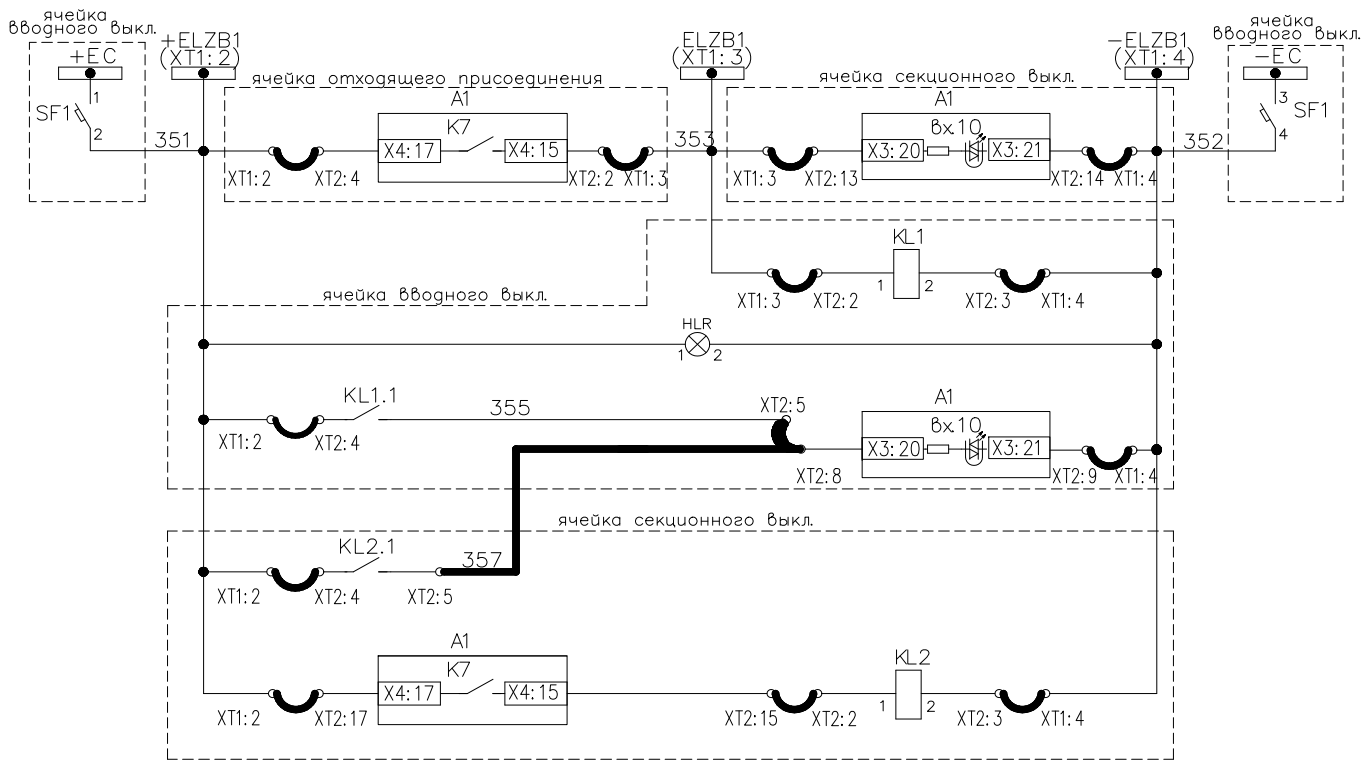 ячейка
вводного выкл.
+EC
1
SF1
2
351
+ELZB1
(XT1:2)
ячейка отходящего присоединения
A1
K7
X4:17
X4:15
XT1:2
XT2:4
XT2:2
XT1:3
ELZB1
(XT1:3)
353
ячейка секционного выкл.
A1
вх.10
X3:20
X3:21
XT1:3
XT2:13
XT2:14
XT1:4
-ELZB1
(XT1:4)
352
ячейка
вводного выкл.
-EC
3
SF1
4
KL1
1
2
XT1:3
XT2:2
XT2:3
XT1:4
ячейка вводного выкл.
HLR
1
2
KL1.1
355
XT2:5
XT1:2
XT2:4
A1
вх.10
X3:20
X3:21
XT2:8
XT2:9
XT1:4
ячейка секционного выкл.
KL2.1
357
XT1:2
XT2:4
XT2:5
A1
K7
X4:17
X4:15
XT1:2
XT2:17
KL2
1
2
XT2:15
XT2:2
XT2:3
XT1:4